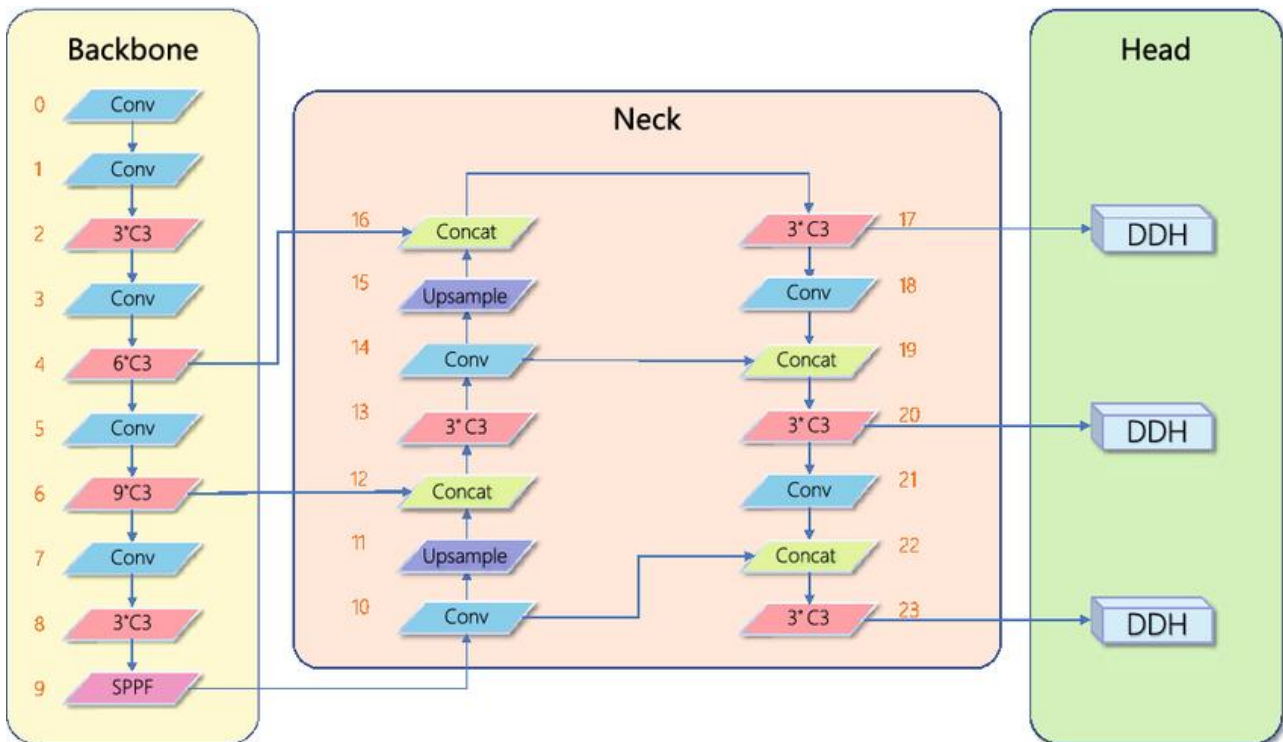 Backbone
0
Conv
1
Conv
2
3*C3
3
Conv
4
6*C3
5
Conv
6
9*C3
7
Conv
8
3*C3
9
SPPF
Neck
16
Concat
15
Upsample
14
Conv
13
3*C3
12
Concat
11
Upsample
10
Conv
3*C3
17
Conv
18
Concat
19
3*C3
20
Conv
21
Concat
22
3*C3
23
Head
DDH
DDH
DDH